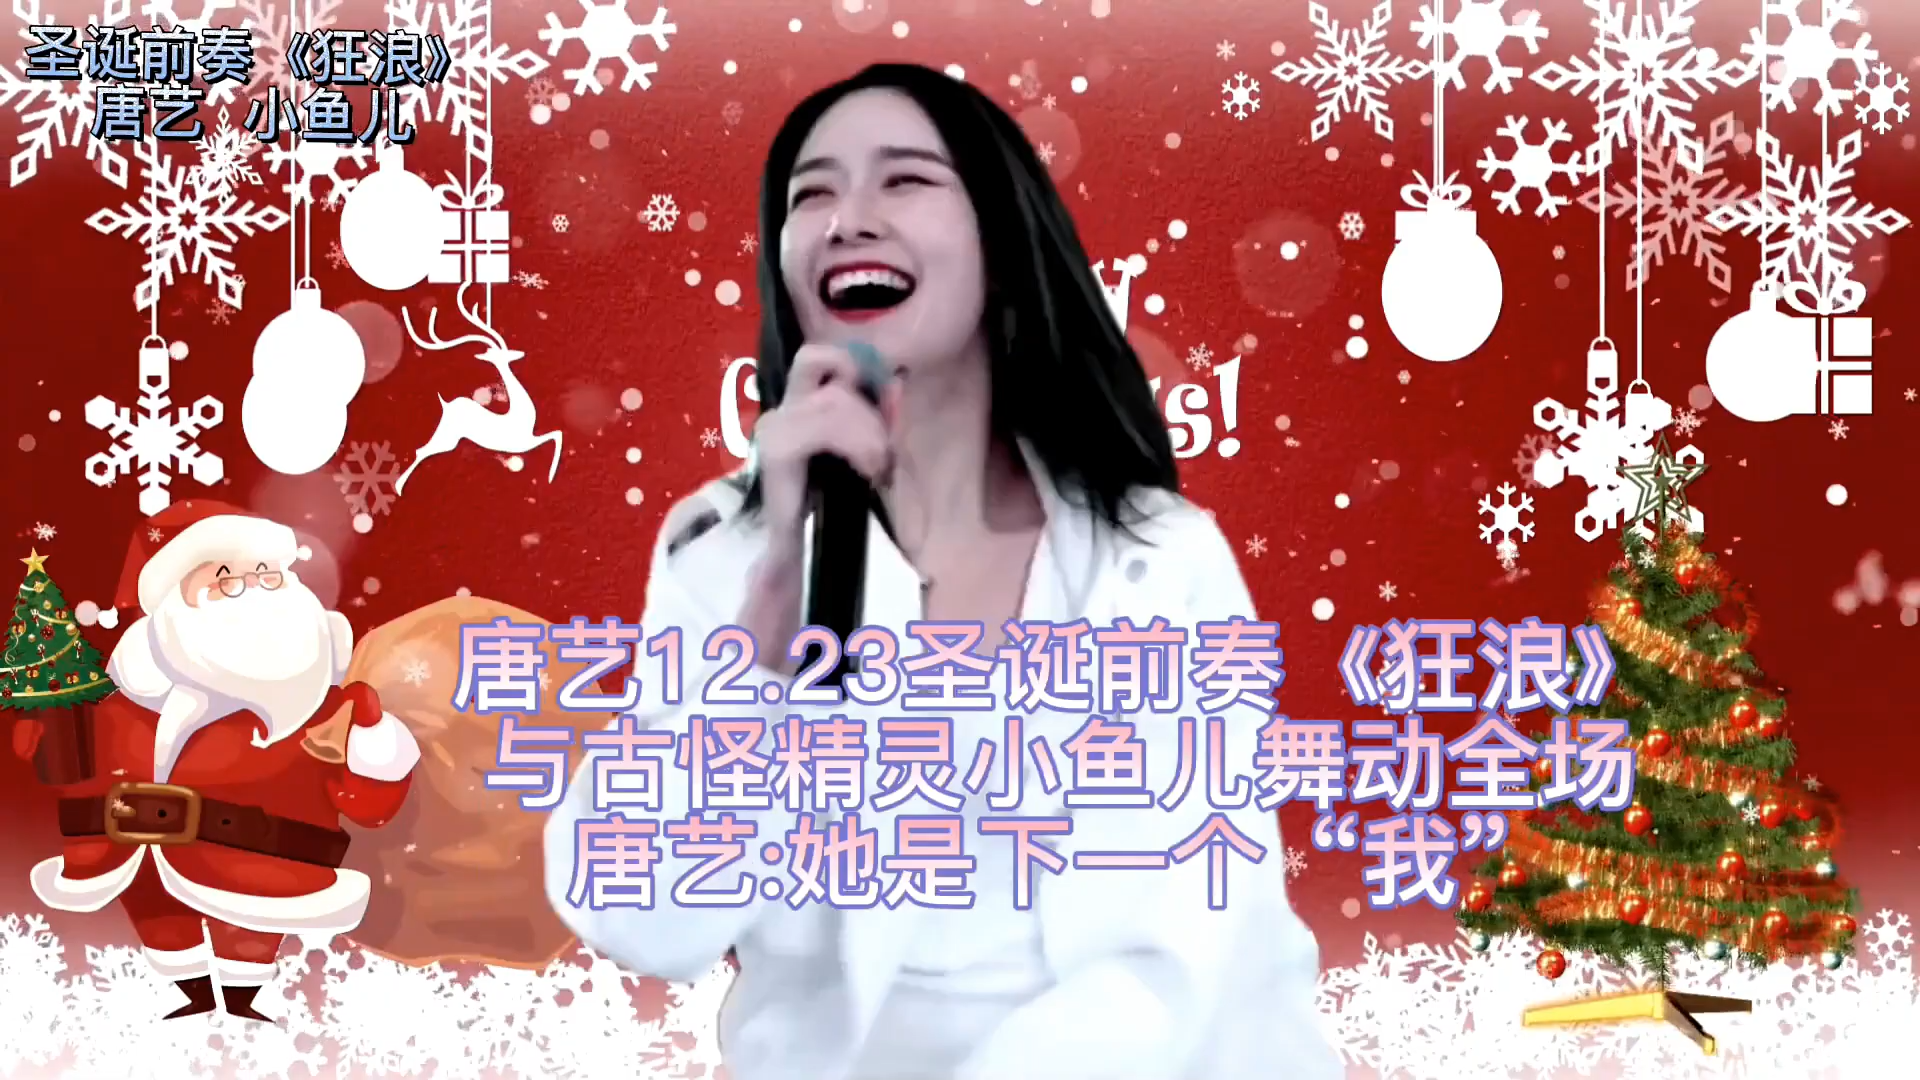 圣诞前奏《狂浪》
唐艺 小鱼儿
唐艺12.23圣诞前奏《狂浪》
与古怪精灵小鱼儿舞动全场
唐艺:她是下一个“我”